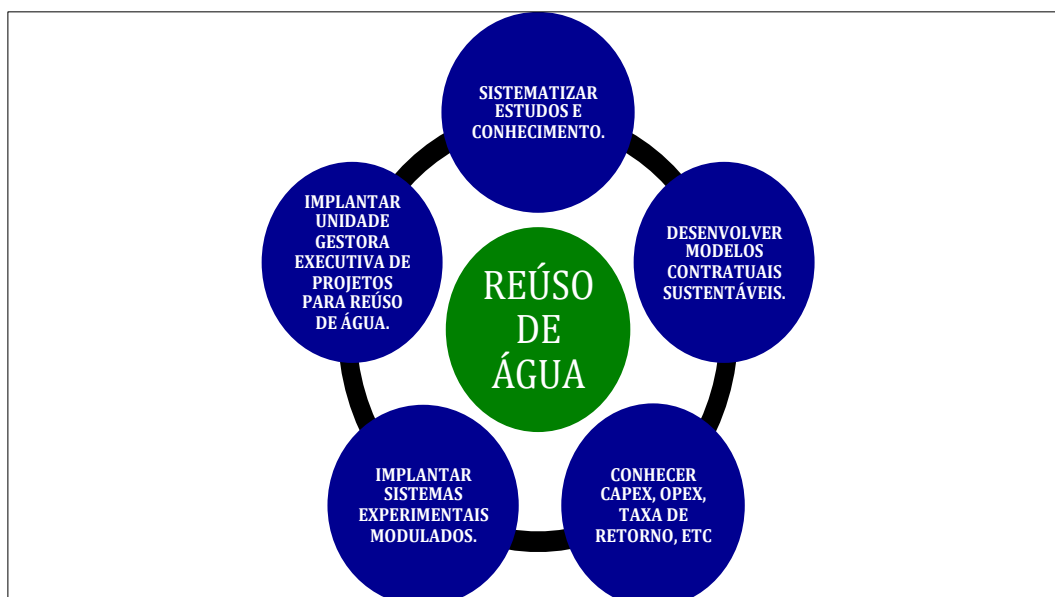 SISTEMATIZAR
ESTUDOS E
CONHECIMENTO.
DESENVOLVER
MODELOS
CONTRATUAIS
SUSTENTÁVEIS.
CONHECER
CAPEX, OPEX,
TAXA DE
RETORNO, ETC
IMPLANTAR
SISTEMAS
EXPERIMENTAIS
MODULADOS.
IMPLANTAR
UNIDADE
GESTORA
EXECUTIVA DE
PROJETOS
PARA REÚSO
DE ÁGUA.
REÚSO
DE
ÁGUA